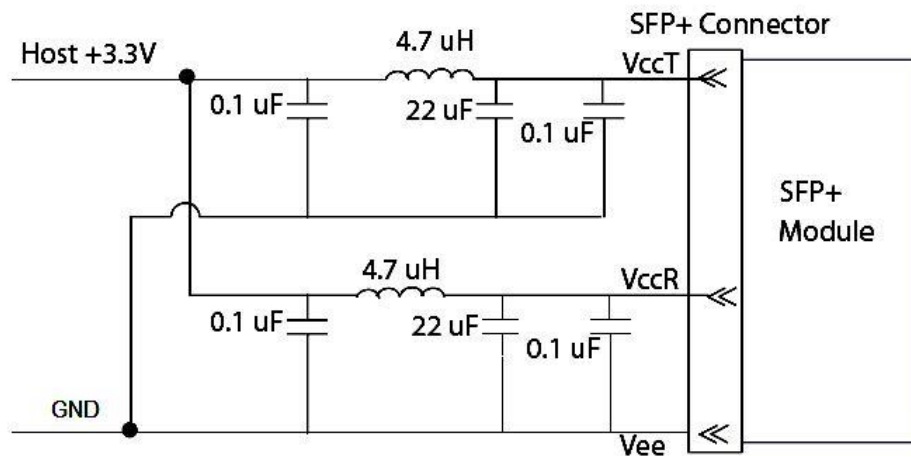 SFP+ Connector
Host +3.3V
4.7 uH
VccT
0.1 uF
22 uF
0.1 uF
SFP+
Module
4.7 uH
VccR
0.1 uF
22 uF
0.1 uF
GND
Vee